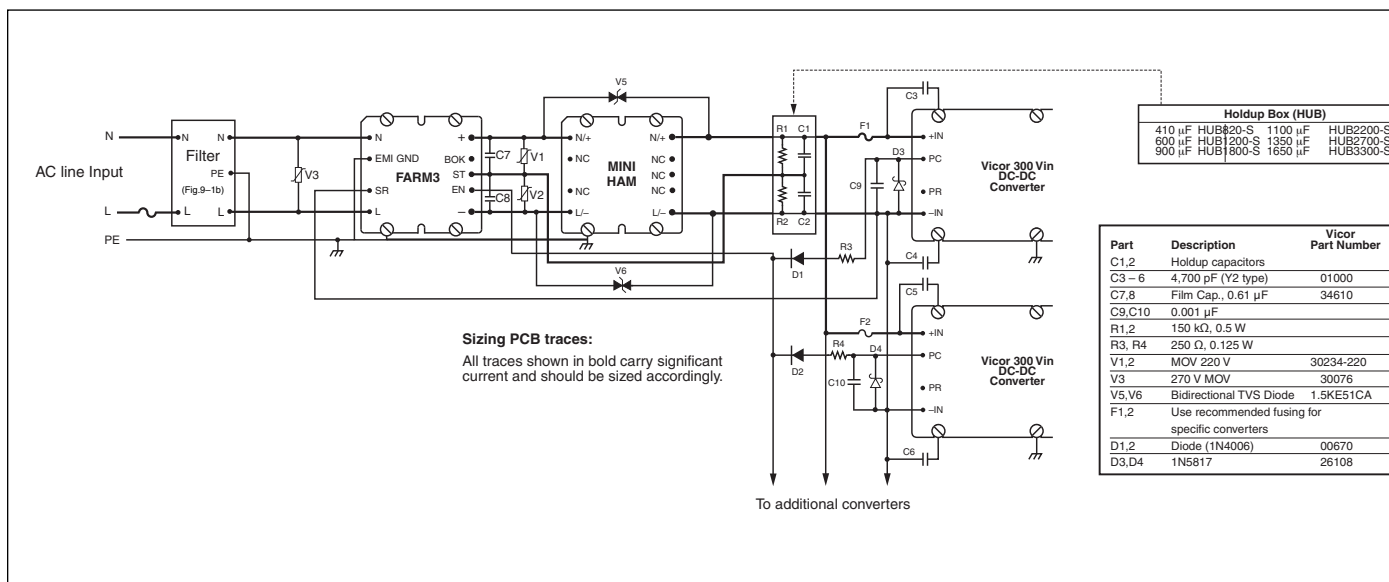 V5
C3
N
N
N
N
+
N/+
N/+
R1
C1
F1
+IN
Filter
EMI GND
BOK
C7
V1
NC
MINI
HAM
NC
D3
PC
Vicor 300 Vin
DC-DC
Converter
AC line Input
PE
V3
FARM3
ST
NC
C9
(Fig.9–1b)
SR
EN
C8
V2
NC
NC
PR
L
L
L
L
–
L/–
L/–
R2
C2
–IN
PE
R3
C4
D1
V6
C5
F2
+IN
Sizing PCB traces:
All traces shown in bold carry significant
current and should be sized accordingly.
R4
D4
PC
Vicor 300 Vin
DC-DC
Converter
D2
C10
PR
–IN
C6
To additional converters
Holdup Box (HUB)
410 µF HUB820-S 1100 µF HUB2200-S
600 µF HUB1200-S 1350 µF HUB2700-S
900 µF HUB1800-S 1650 µF HUB3300-S
Part Description Vicor Part Number
C1,2 Holdup capacitors
C3 – 6 4,700 pF (Y2 type) 01000
C7,8 Film Cap., 0.61 µF 34610
C9,C10 0.001 µF
R1,2 150 kΩ, 0.5 W
R3, R4 250 Ω, 0.125 W
V1,2 MOV 220 V 30234-220
V3 270 V MOV 30076
V5,V6 Bidirectional TVS Diode 1.5KE51CA
F1,2 Use recommended fusing for
specific converters
D1,2 Diode (1N4006) 00670
D3,D4 1N5817 26108